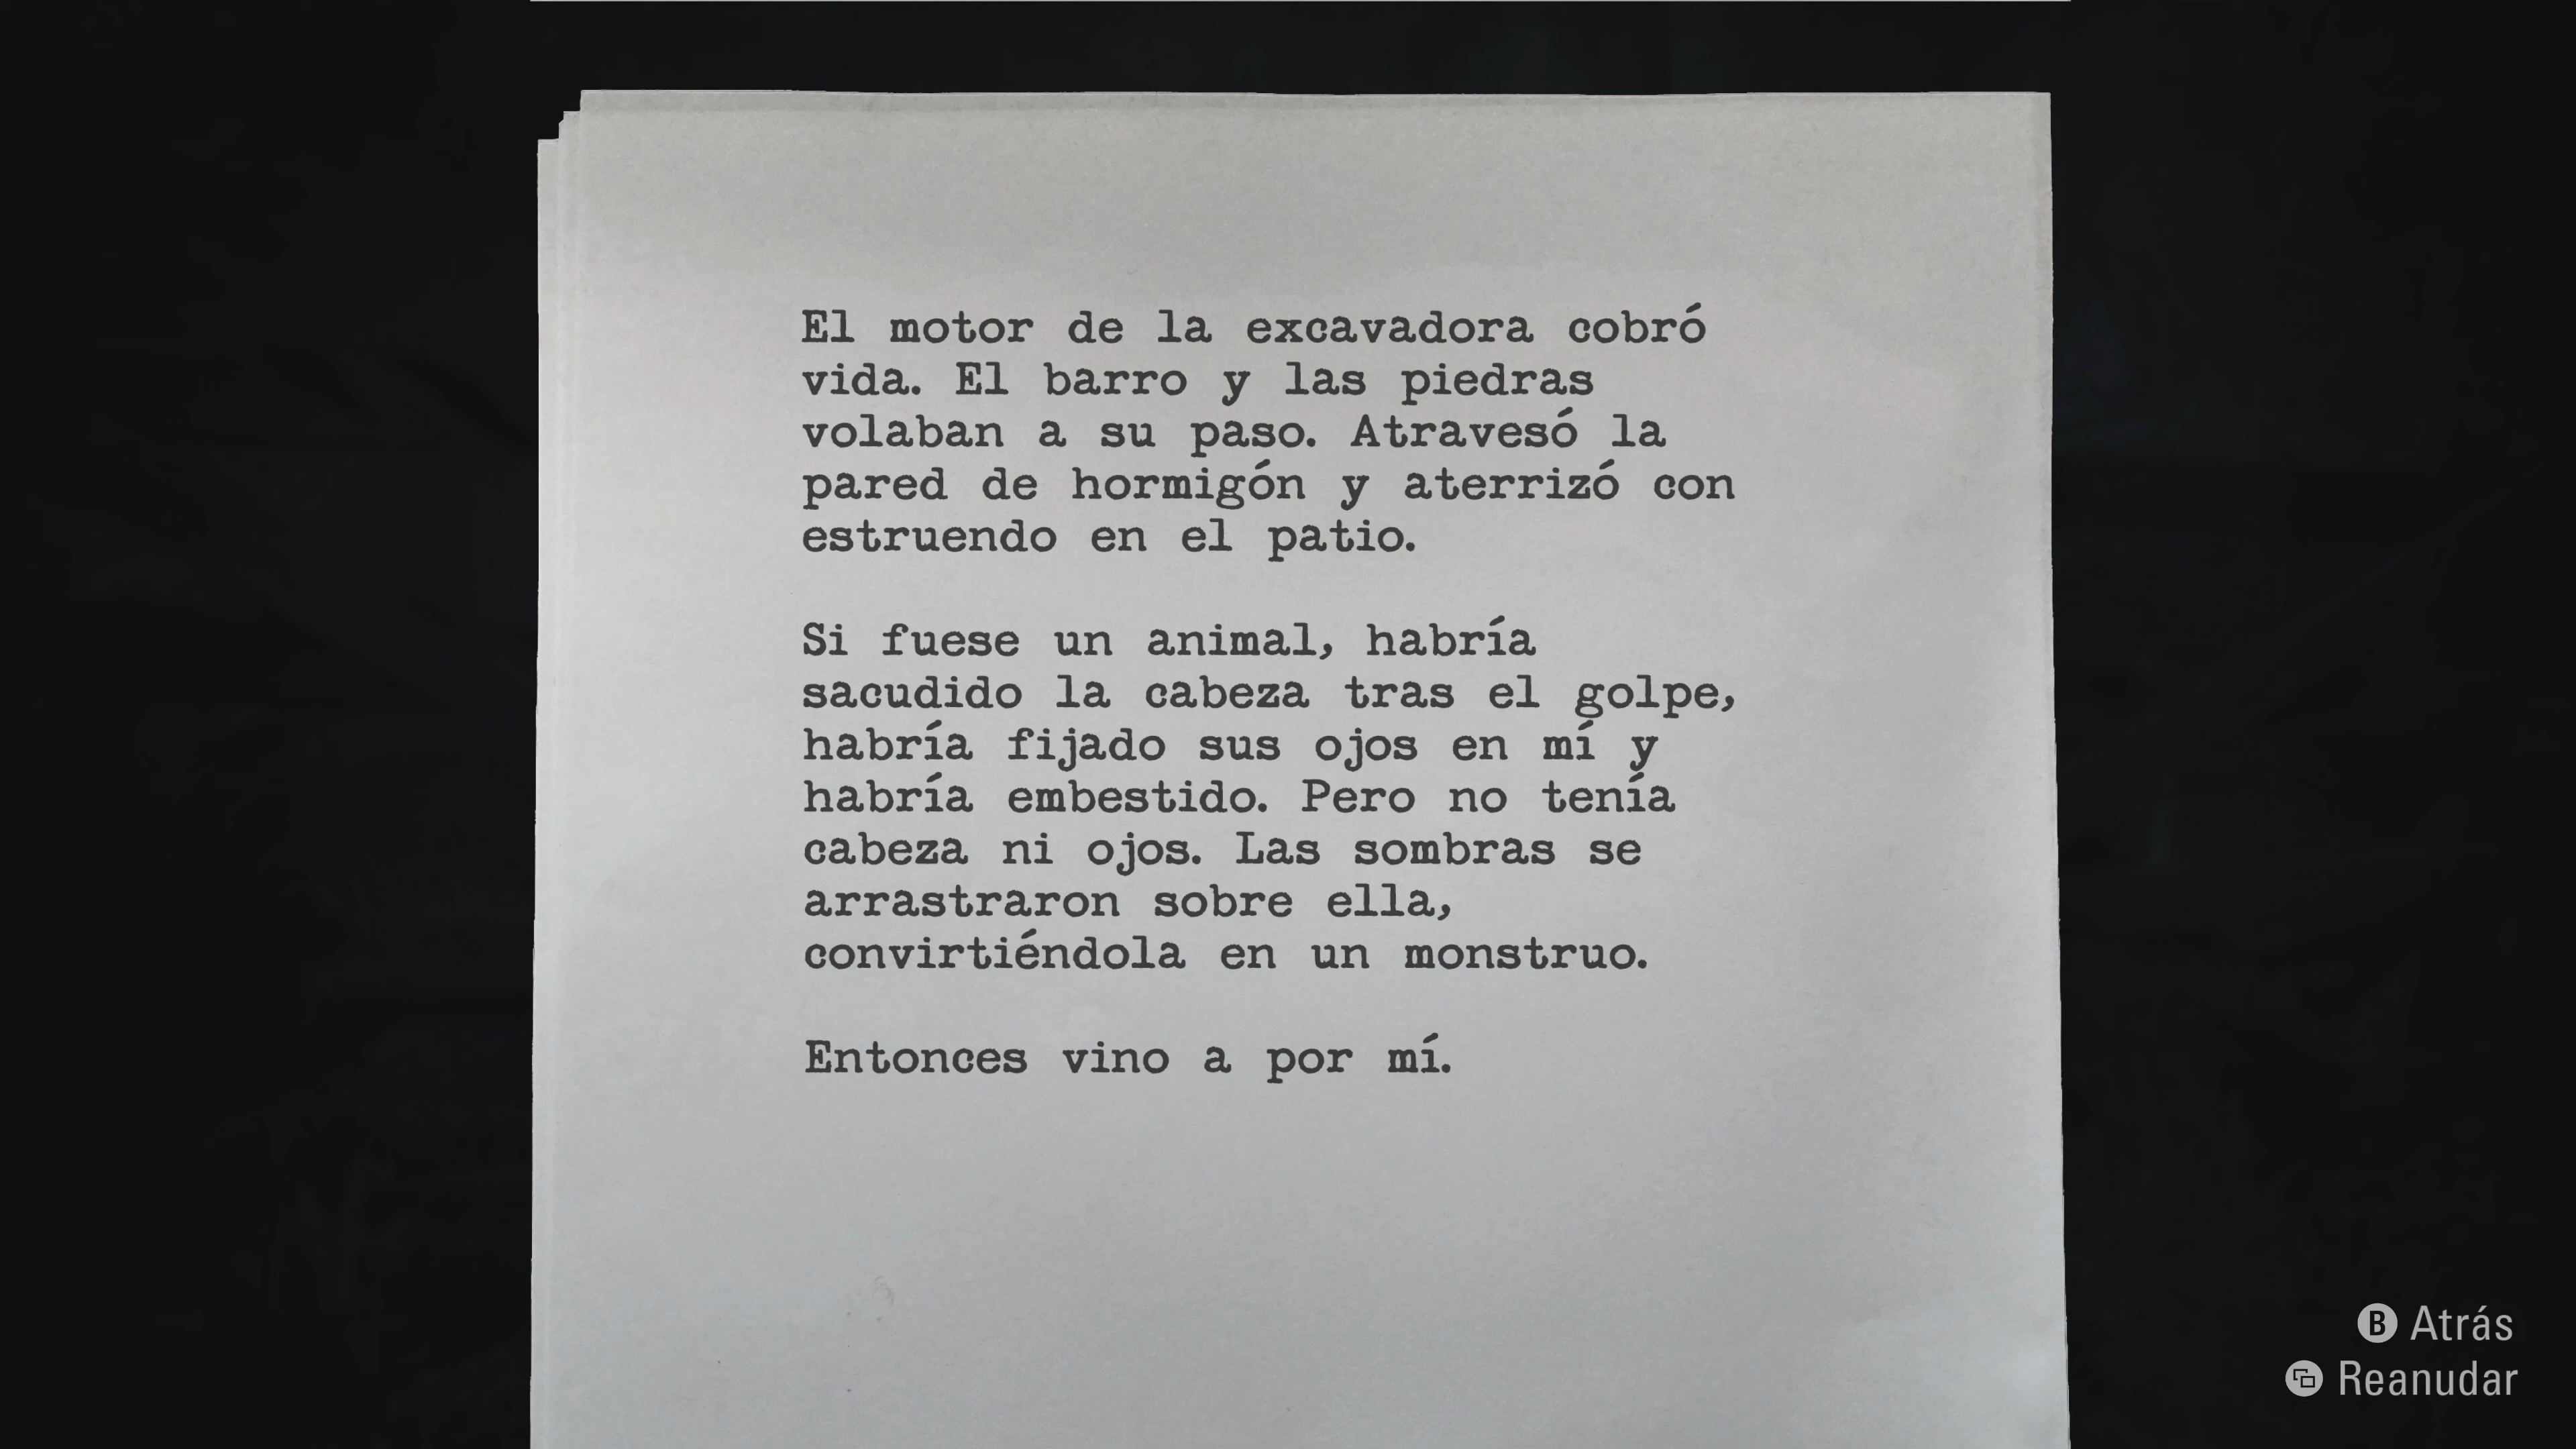 El motor de la excavadora cobró
vida. El barro y las piedras
volaban a su paso. Atravesó la
pared de hormigón y aterrizó con
estruendo en el patio.
Si fuese un animal, habría
sacudido la cabeza tras el golpe,
habría fijado sus ojos en mí y
habría embestido. Pero no tenía
cabeza ni ojos. Las sombras se
arrastraron sobre ella,
convirtiéndola en un monstruo.
Entonces vino a por mí.
B Atrás
Reanudar